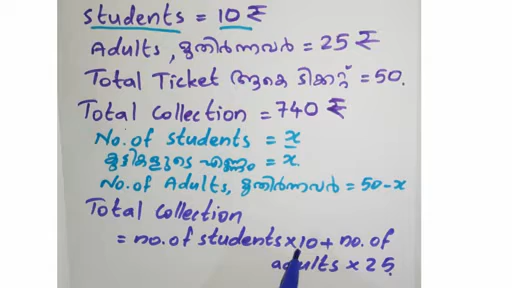 students = 10 ₹
Adults, മുതിർന്നവർ = 25 ₹
Total Ticket ആകെ ടിക്കറ്റ് = 50.
Total Collection = 740 ₹
No. of students = x
കുട്ടികളുടെ എണ്ണം = x.
No. of Adults, മുതിർന്നവർ = 50-x
Total Collection
= no. of students × 10 + no. of
adults × 25.